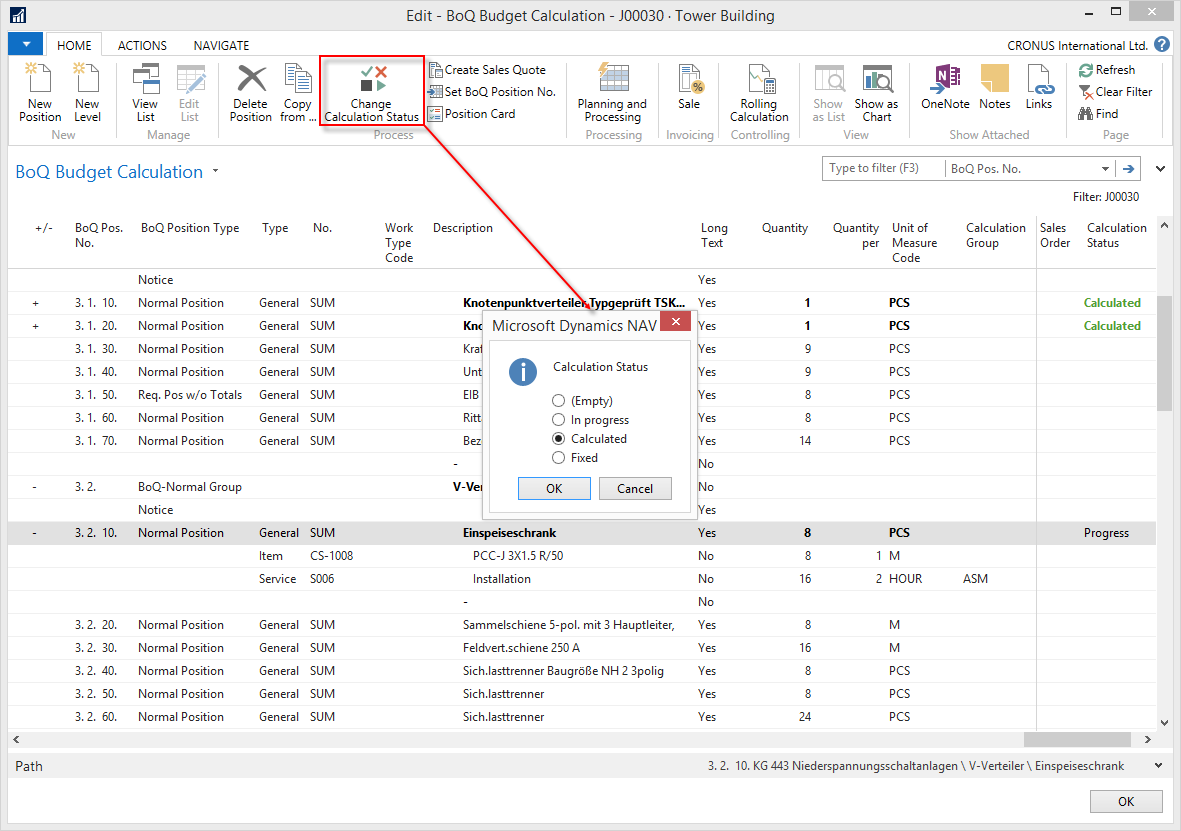 Edit - BoQ Budget Calculation - J00030 · Tower Building
HOME ACTIONS NAVIGATE CRONUS International Ltd. ?
New Position
New Level
New
View List
Edit List
Manage
Delete Position
Copy from ...
Change Calculation Status
Create Sales Quote
Set BoQ Position No.
Position Card
Process
Planning and Processing
Processing
Sale
Invoicing
Rolling Calculation
Controlling
Show as List
Show as Chart
View
OneNote
Notes
Links
Show Attached
Refresh
Clear Filter
Find
Page
BoQ Budget Calculation
Type to filter (F3) BoQ Pos. No.
Filter: J00030
+/- BoQ Pos. No. BoQ Position Type Type No. Work Type Code Description Long Text Quantity Quantity per Unit of Measure Code Calculation Group Sales Order Calculation Status
Notice Yes
+ 3. 1. 10. Normal Position General SUM Knotenpunktverteiler,Typgeprüft TSK... Yes 1 PCS Calculated
+ 3. 1. 20. Normal Position General SUM Kno Yes 1 PCS Calculated
3. 1. 30. Normal Position General SUM Kraf Yes 9 PCS
3. 1. 40. Normal Position General SUM Unt Yes 9 PCS
3. 1. 50. Req. Pos w/o Totals General SUM EIB Yes 8 PCS
3. 1. 60. Normal Position General SUM Ritta Yes 8 PCS
3. 1. 70. Normal Position General SUM Bez Yes 14 PCS
- No
- 3. 2. BoQ-Normal Group V-Ver No
Notice Yes
- 3. 2. 10. Normal Position General SUM Einspeiseschrank Yes 8 PCS Progress
Item CS-1008 PCC-J 3X1.5 R/50 No 8 1 M
Service S006 Installation No 16 2 HOUR ASM
- No
3. 2. 20. Normal Position General SUM Sammelschiene 5-pol. mit 3 Hauptleiter, Yes 8 M
3. 2. 30. Normal Position General SUM Feldvert.schiene 250 A Yes 16 M
3. 2. 40. Normal Position General SUM Sich.lasttrenner Baugröße NH 2 3polig Yes 8 PCS
3. 2. 50. Normal Position General SUM Sich.lasttrenner Yes 8 PCS
3. 2. 60. Normal Position General SUM Sich.lasttrenner Yes 24 PCS
Microsoft Dynamics NAV
Calculation Status
(Empty)
In progress
Calculated
Fixed
OK Cancel
Path 3. 2. 10. KG 443 Niederspannungsschaltanlagen \ V-Verteiler \ Einspeiseschrank
OK